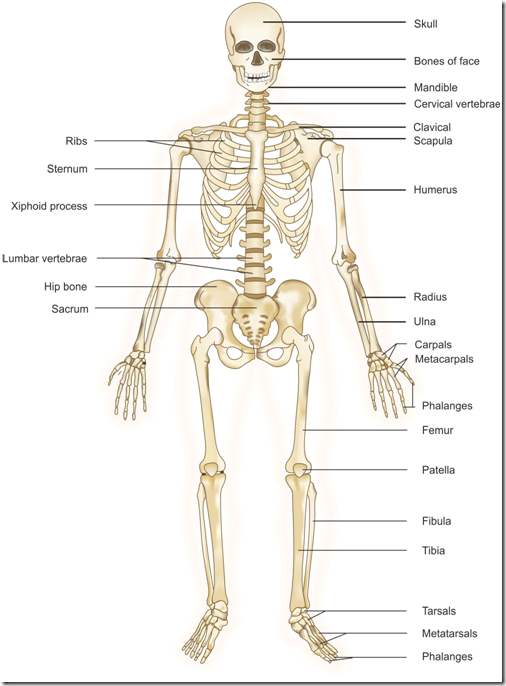 Skull
Bones of face
Mandible
Cervical vertebrae
Clavical
Scapula
Ribs
Sternum
Humerus
Xiphoid process
Lumbar vertebrae
Hip bone
Radius
Sacrum
Ulna
Carpals
Metacarpals
Phalanges
Femur
Patella
Fibula
Tibia
Tarsals
Metatarsals
Phalanges